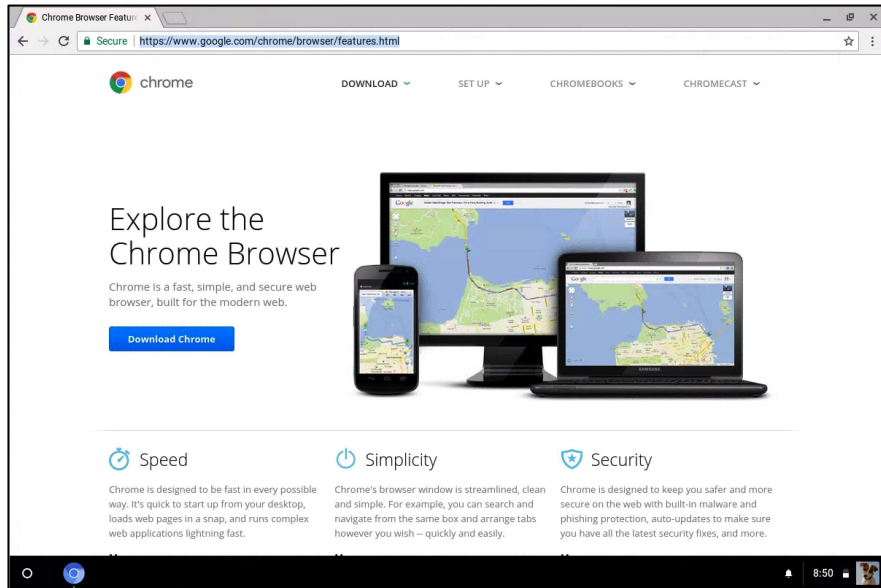 Chrome Browser Featur
Secure https://www.google.com/chrome/browser/features.html
chrome
DOWNLOAD SET UP CHROMEBOOKS CHROMECAST
Explore the
Chrome Browser
Chrome is a fast, simple, and secure web
browser, built for the modern web.
Download Chrome
Google
Google
SAMSUNG
Speed
Chrome is designed to be fast in every possible
way. It's quick to start up from your desktop,
loads web pages in a snap, and runs complex
web applications lightning fast.
Simplicity
Chrome's browser window is streamlined, clean
and simple. For example, you can search and
navigate from the same box and arrange tabs
however you wish -- quickly and easily.
Security
Chrome is designed to keep you safer and more
secure on the web with built-in malware and
phishing protection, auto-updates to make sure
you have all the latest security fixes, and more.
8:50